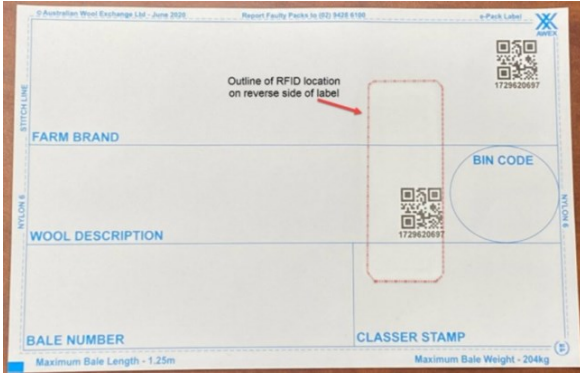 © Australian Wool Exchange Ltd - June 2020 Report Faulty Packs to (02) 9428 6100 e-Pack Label
AWEX
1729620697
Outline of RFID location
on reverse side of label
STITCH LINE
FARM BRAND
BIN CODE
NYLON 6
NYLON 6
1729620697
WOOL DESCRIPTION
BALE NUMBER
CLASSER STAMP
Maximum Bale Length - 1.25m
Maximum Bale Weight - 204kg